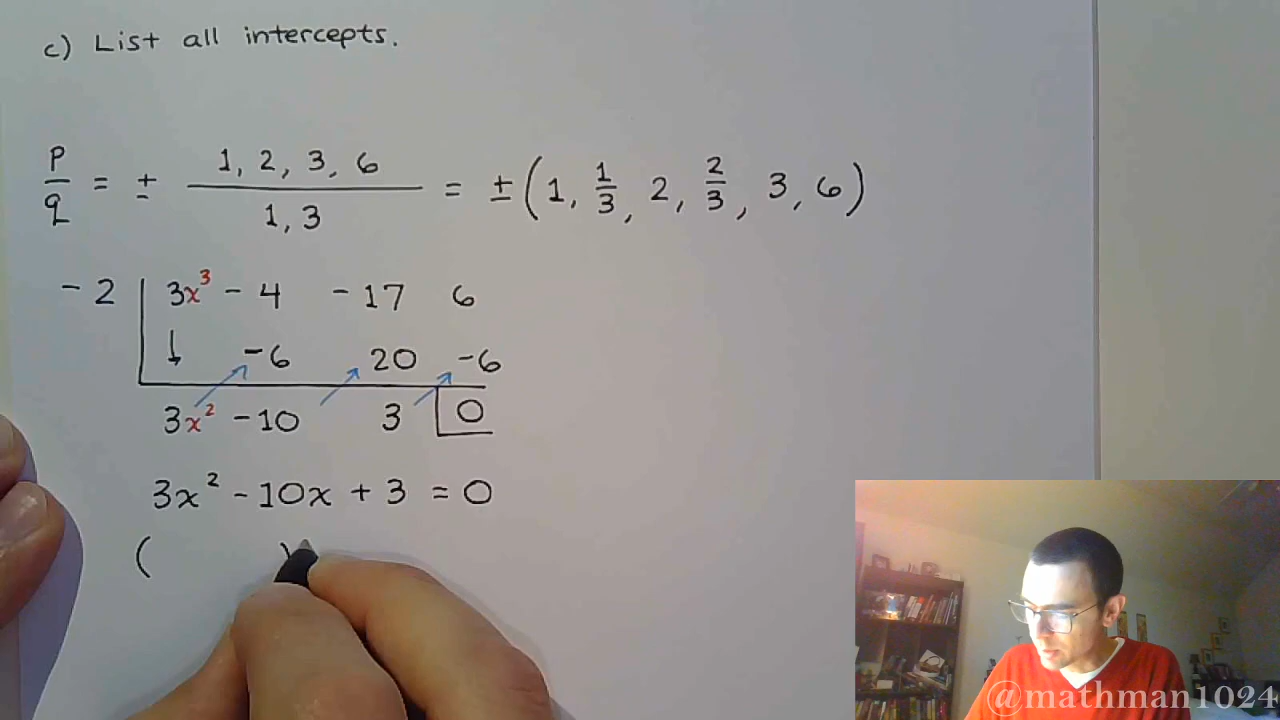 c) List all intercepts.
p/q = ± 1, 2, 3, 6 / 1, 3 = ± (1, 1/3, 2, 2/3, 3, 6)
-2 | 3x³ - 4 - 17 6
↓ -6 20 -6
3x² - 10 3 0
3x² - 10x + 3 = 0
( )
@mathman1024